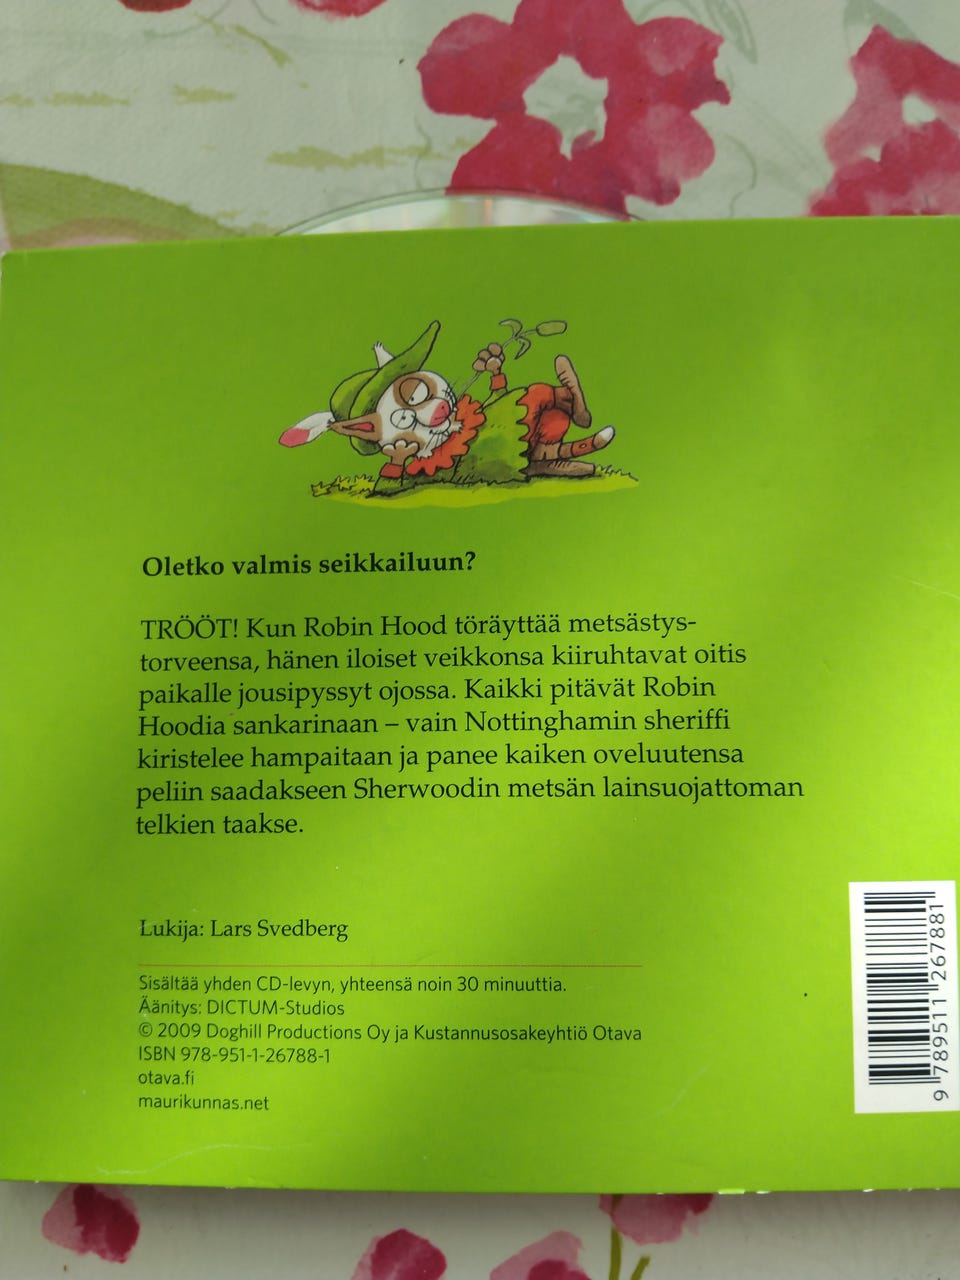 Oletko valmis seikkailuun?
TRÖÖT! Kun Robin Hood töräyttää metsästys-
torveensa, hänen iloiset veikkonsa kiiruhtavat oitis
paikalle jousipyssyt ojossa. Kaikki pitävät Robin
Hoodia sankarinaan – vain Nottinghamin sheriffi
kiristelee hampaitaan ja panee kaiken oveluutensa
peliin saadakseen Sherwoodin metsän lainsuojattoman
telkien taakse.
Lukija: Lars Svedberg
Sisältää yhden CD-levyn, yhteensä noin 30 minuuttia.
Äänitys: DICTUM-Studios
© 2009 Doghill Productions Oy ja Kustannusosakeyhtiö Otava
ISBN 978-951-1-26788-1
otava.fi
maurikunnas.net
9 789511 267881